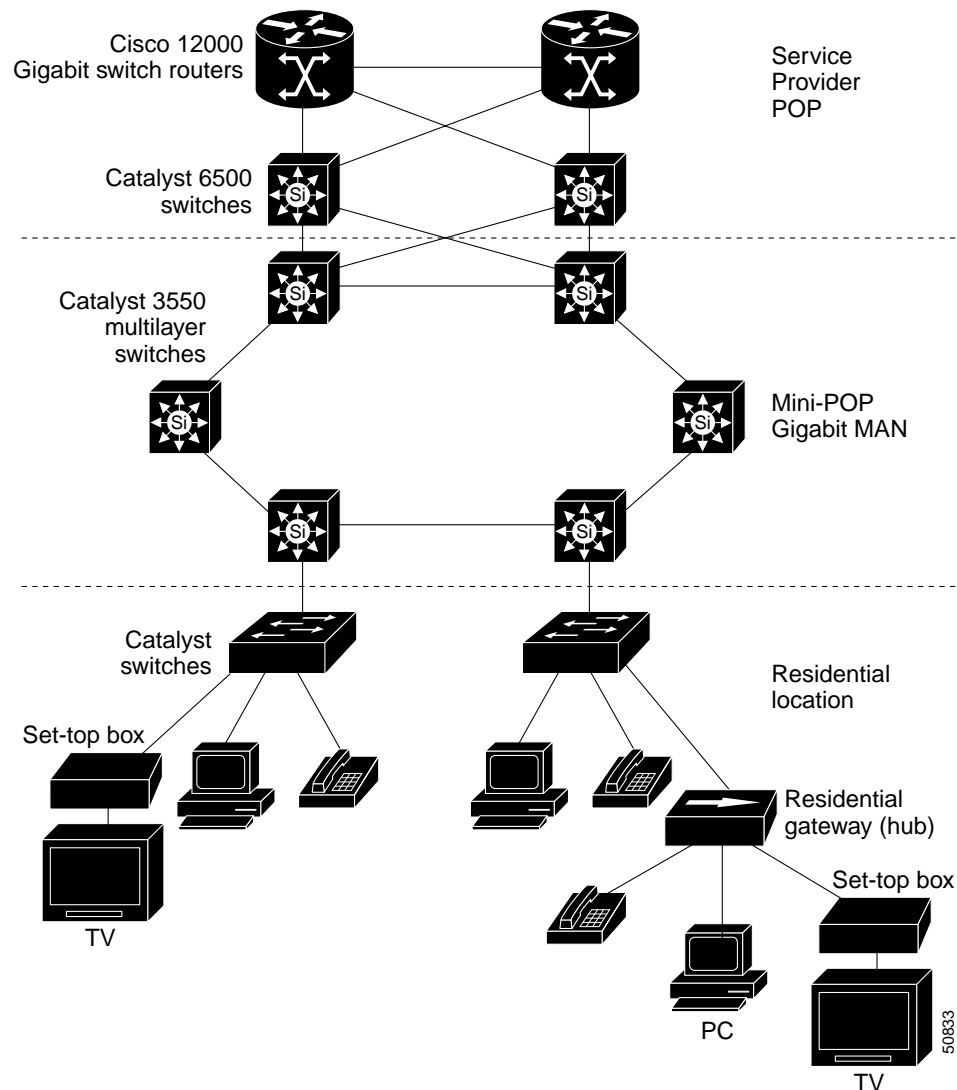 Cisco 12000
Gigabit switch routers
Service
Provider
POP
Catalyst 6500
switches
Si
Si
Si
Si
Catalyst 3550
multilayer
switches
Si
Si
Mini-POP
Gigabit MAN
Si
Si
Catalyst
switches
Residential
location
Set-top box
TV
Residential
gateway (hub)
Set-top box
PC
TV
50833